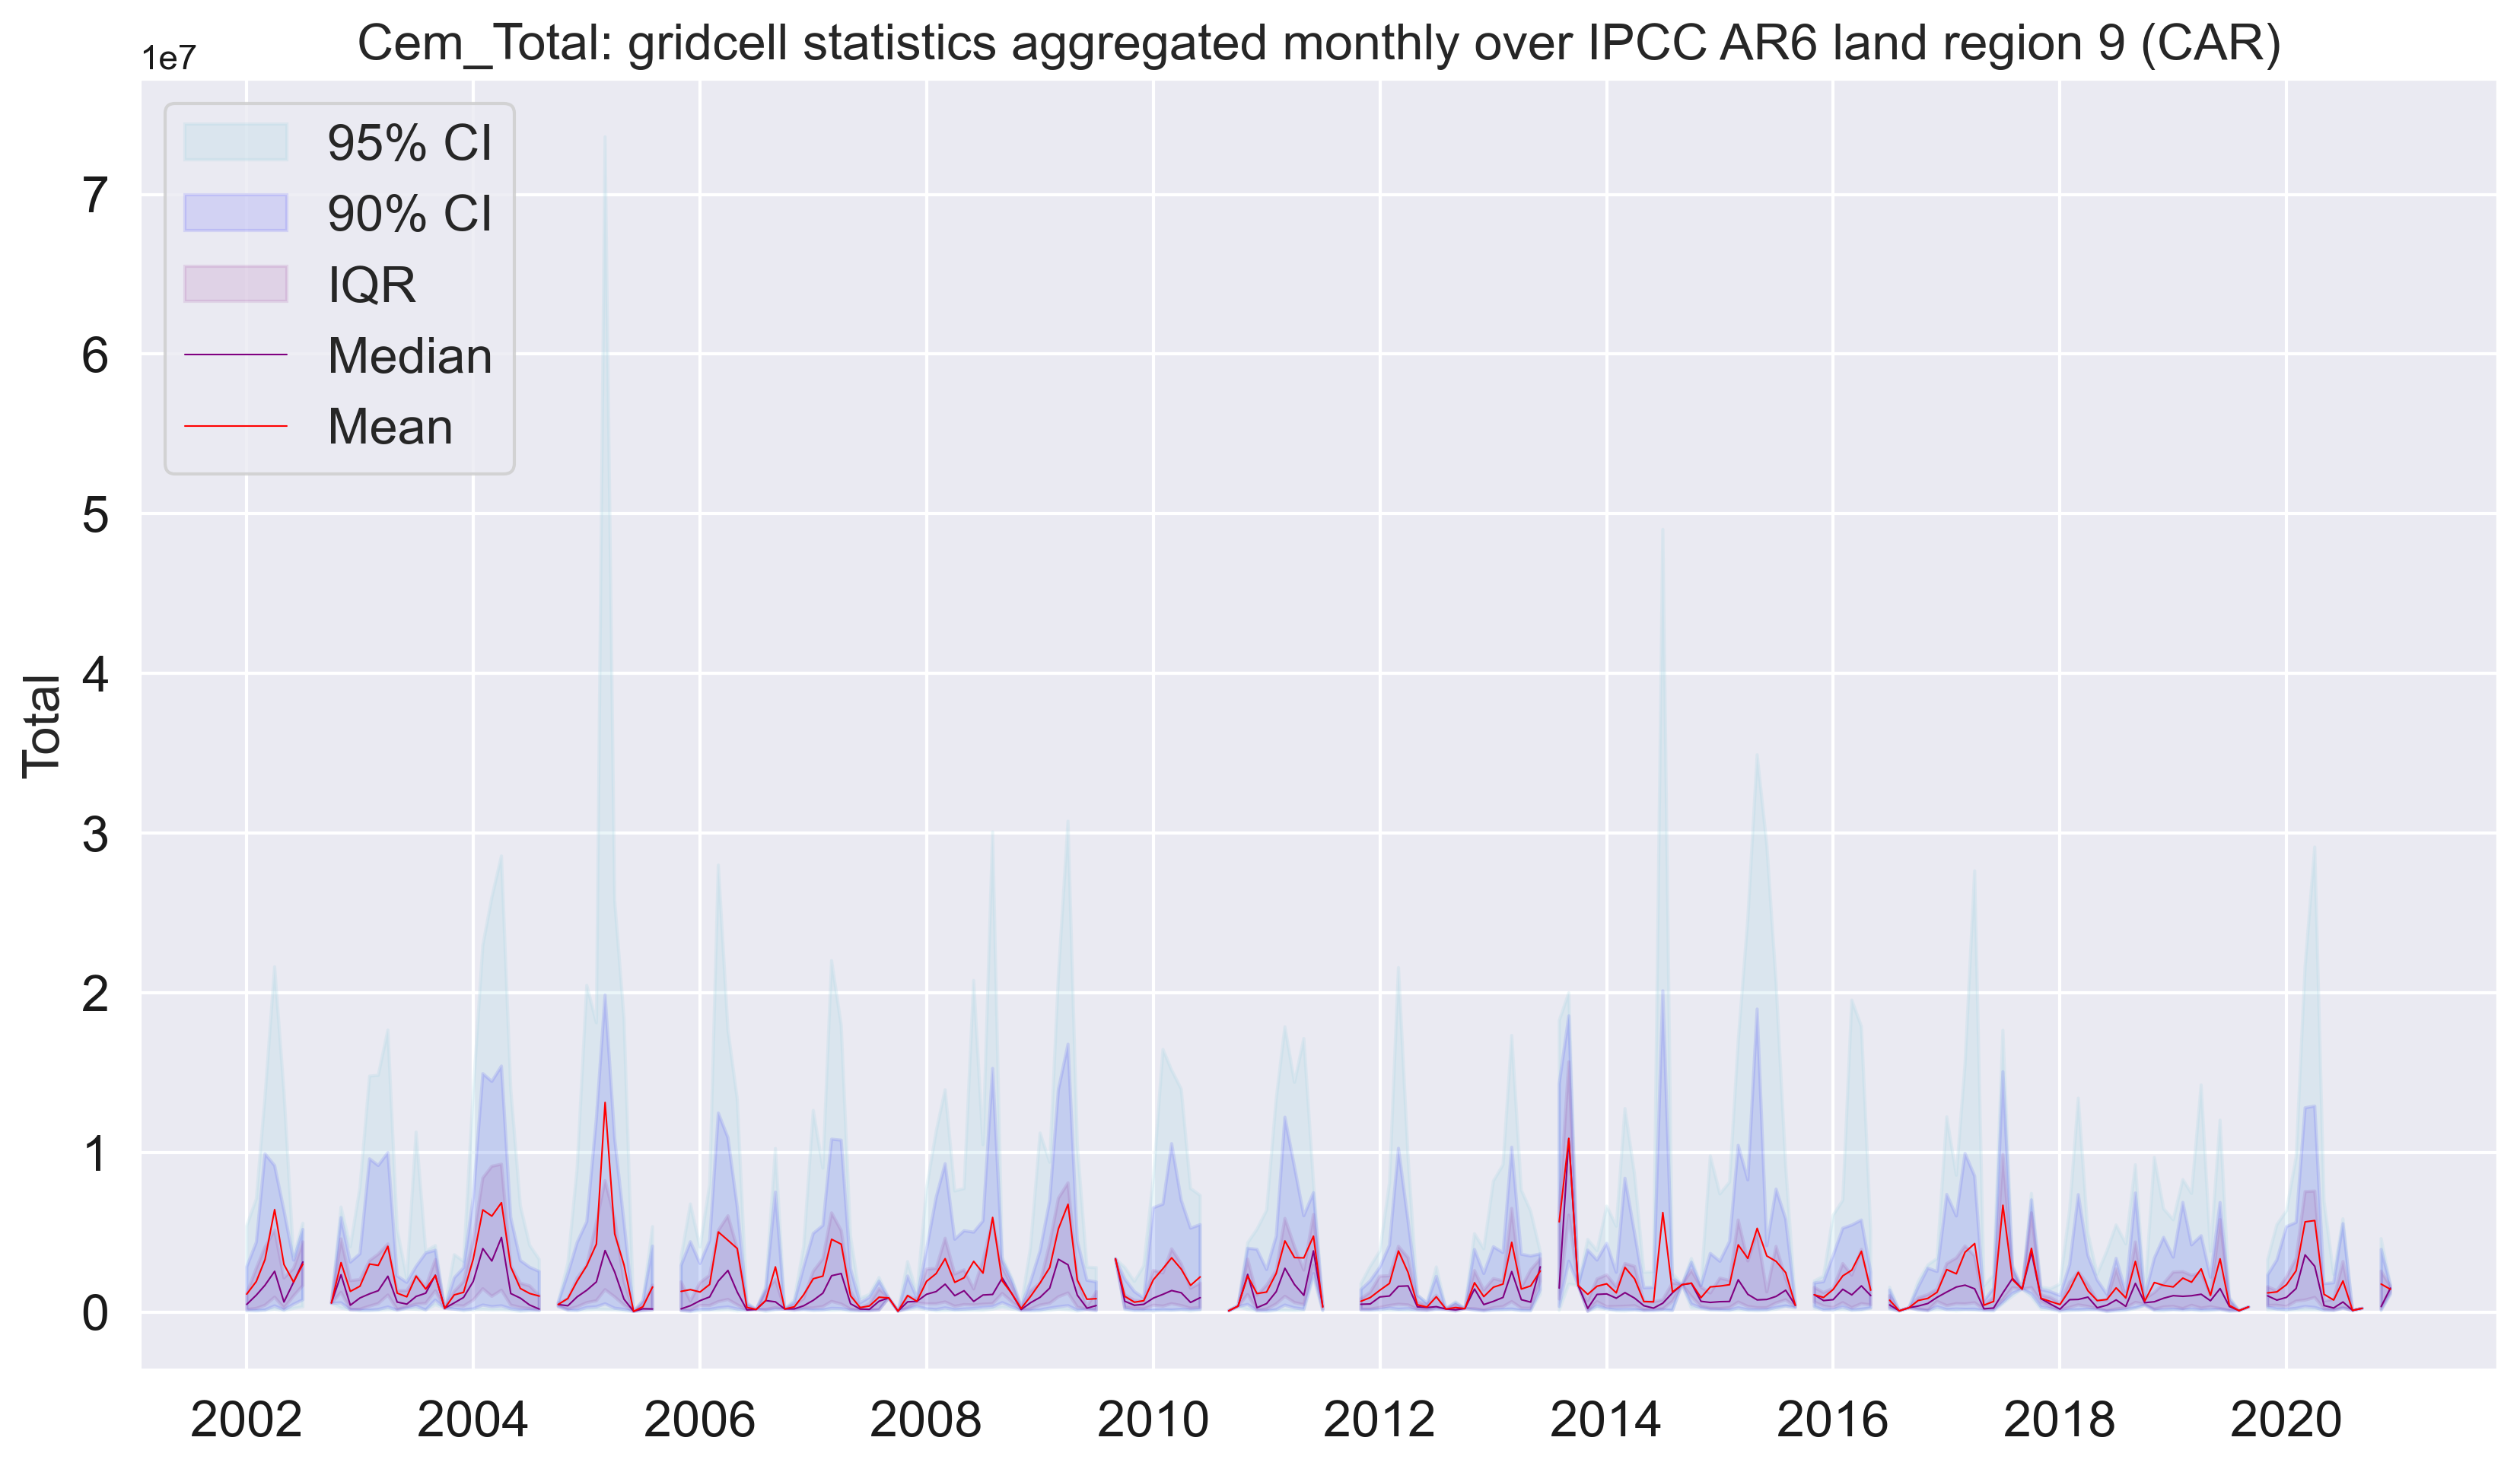 Cem_Total: gridcell statistics aggregated monthly over IPCC AR6 land region 9 (CAR)
1e7
95% CI
90% CI
IQR
Median
Mean
Total
7
6
5
4
3
2
1
0
2002 2004 2006 2008 2010 2012 2014 2016 2018 2020